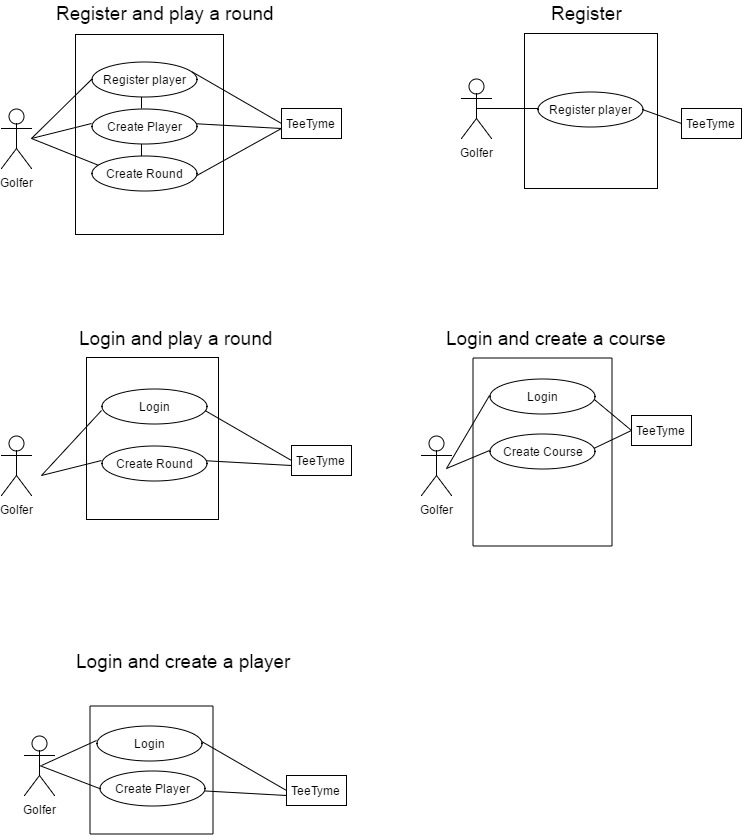 Register and play a round
Register player
Create Player
Create Round
Golfer
TeeTyme
Register
Register player
Golfer
TeeTyme
Login and play a round
Login
Create Round
Golfer
TeeTyme
Login and create a course
Login
Create Course
Golfer
TeeTyme
Login and create a player
Login
Create Player
Golfer
TeeTyme